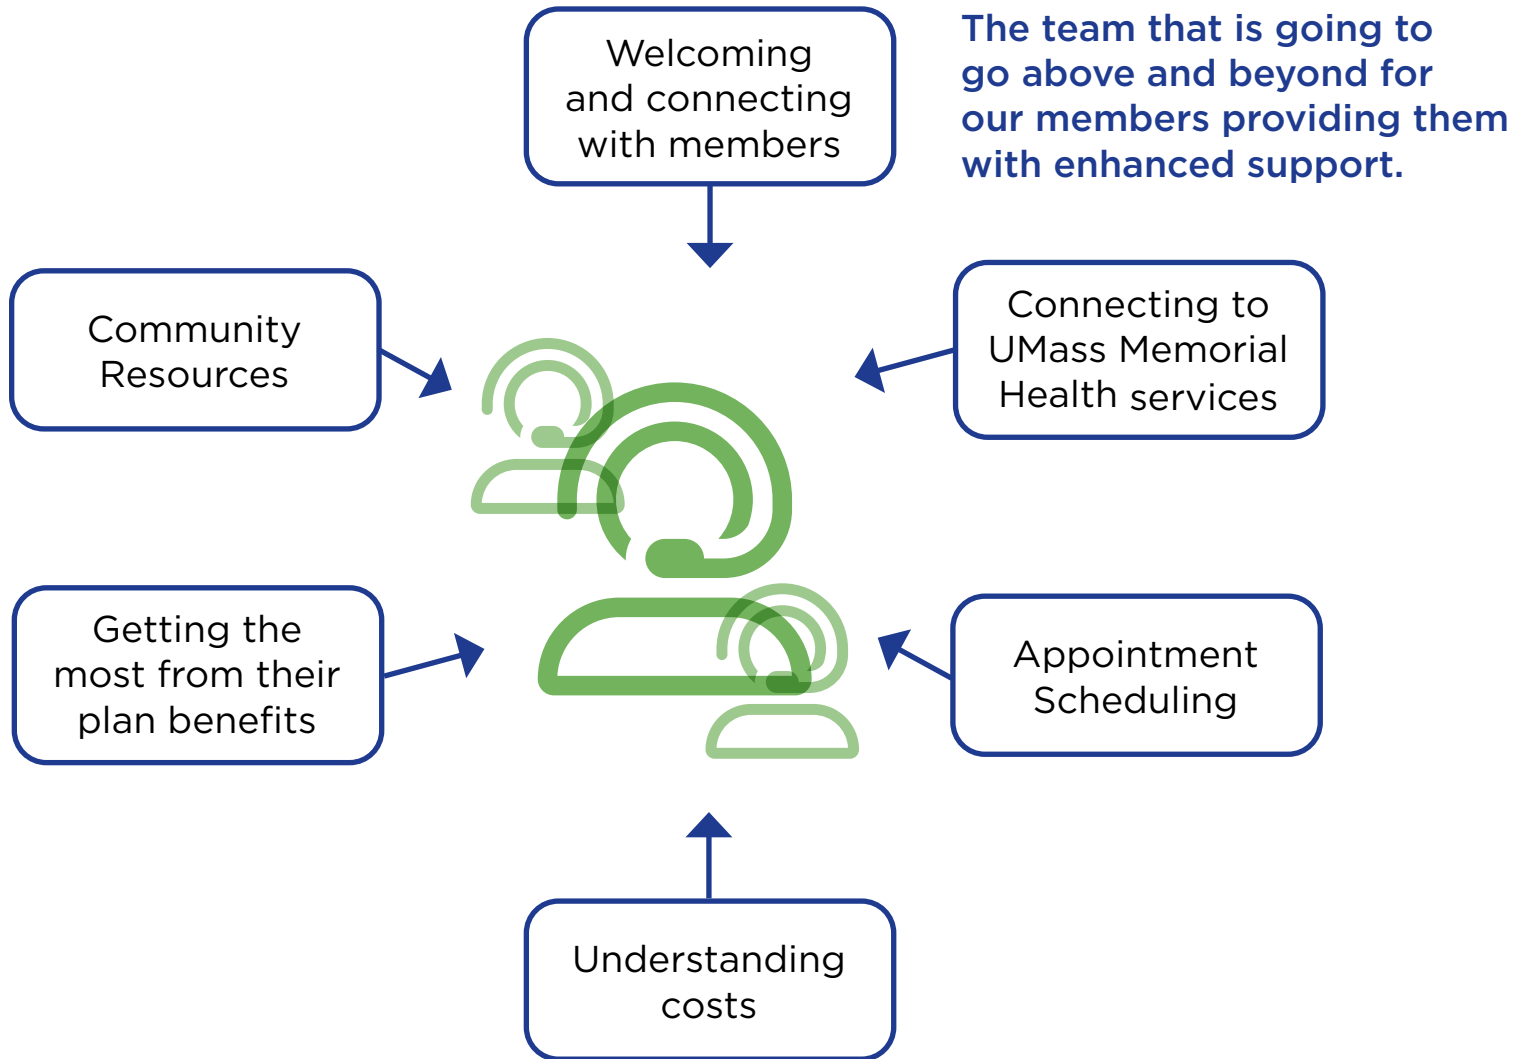 Welcoming
and connecting
with members
The team that is going to
go above and beyond for
our members providing them
with enhanced support.
Community
Resources
Connecting to
UMass Memorial
Health services
Getting the
most from their
plan benefits
Appointment
Scheduling
Understanding
costs